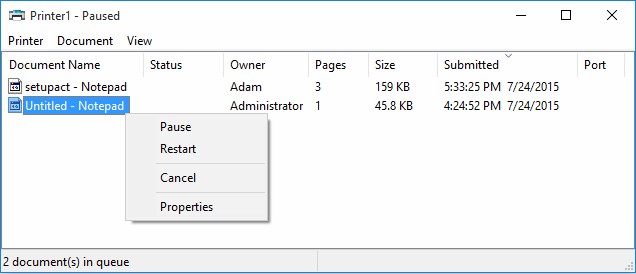 Printer1 - Paused
Printer Document View
Document Name Status Owner Pages Size Submitted Port
setupact - Notepad Adam 3 159 KB 5:33:25 PM 7/24/2015
Untitled - Notepad Administrator 1 45.8 KB 4:24:52 PM 7/24/2015
Pause
Restart
Cancel
Properties
2 document(s) in queue